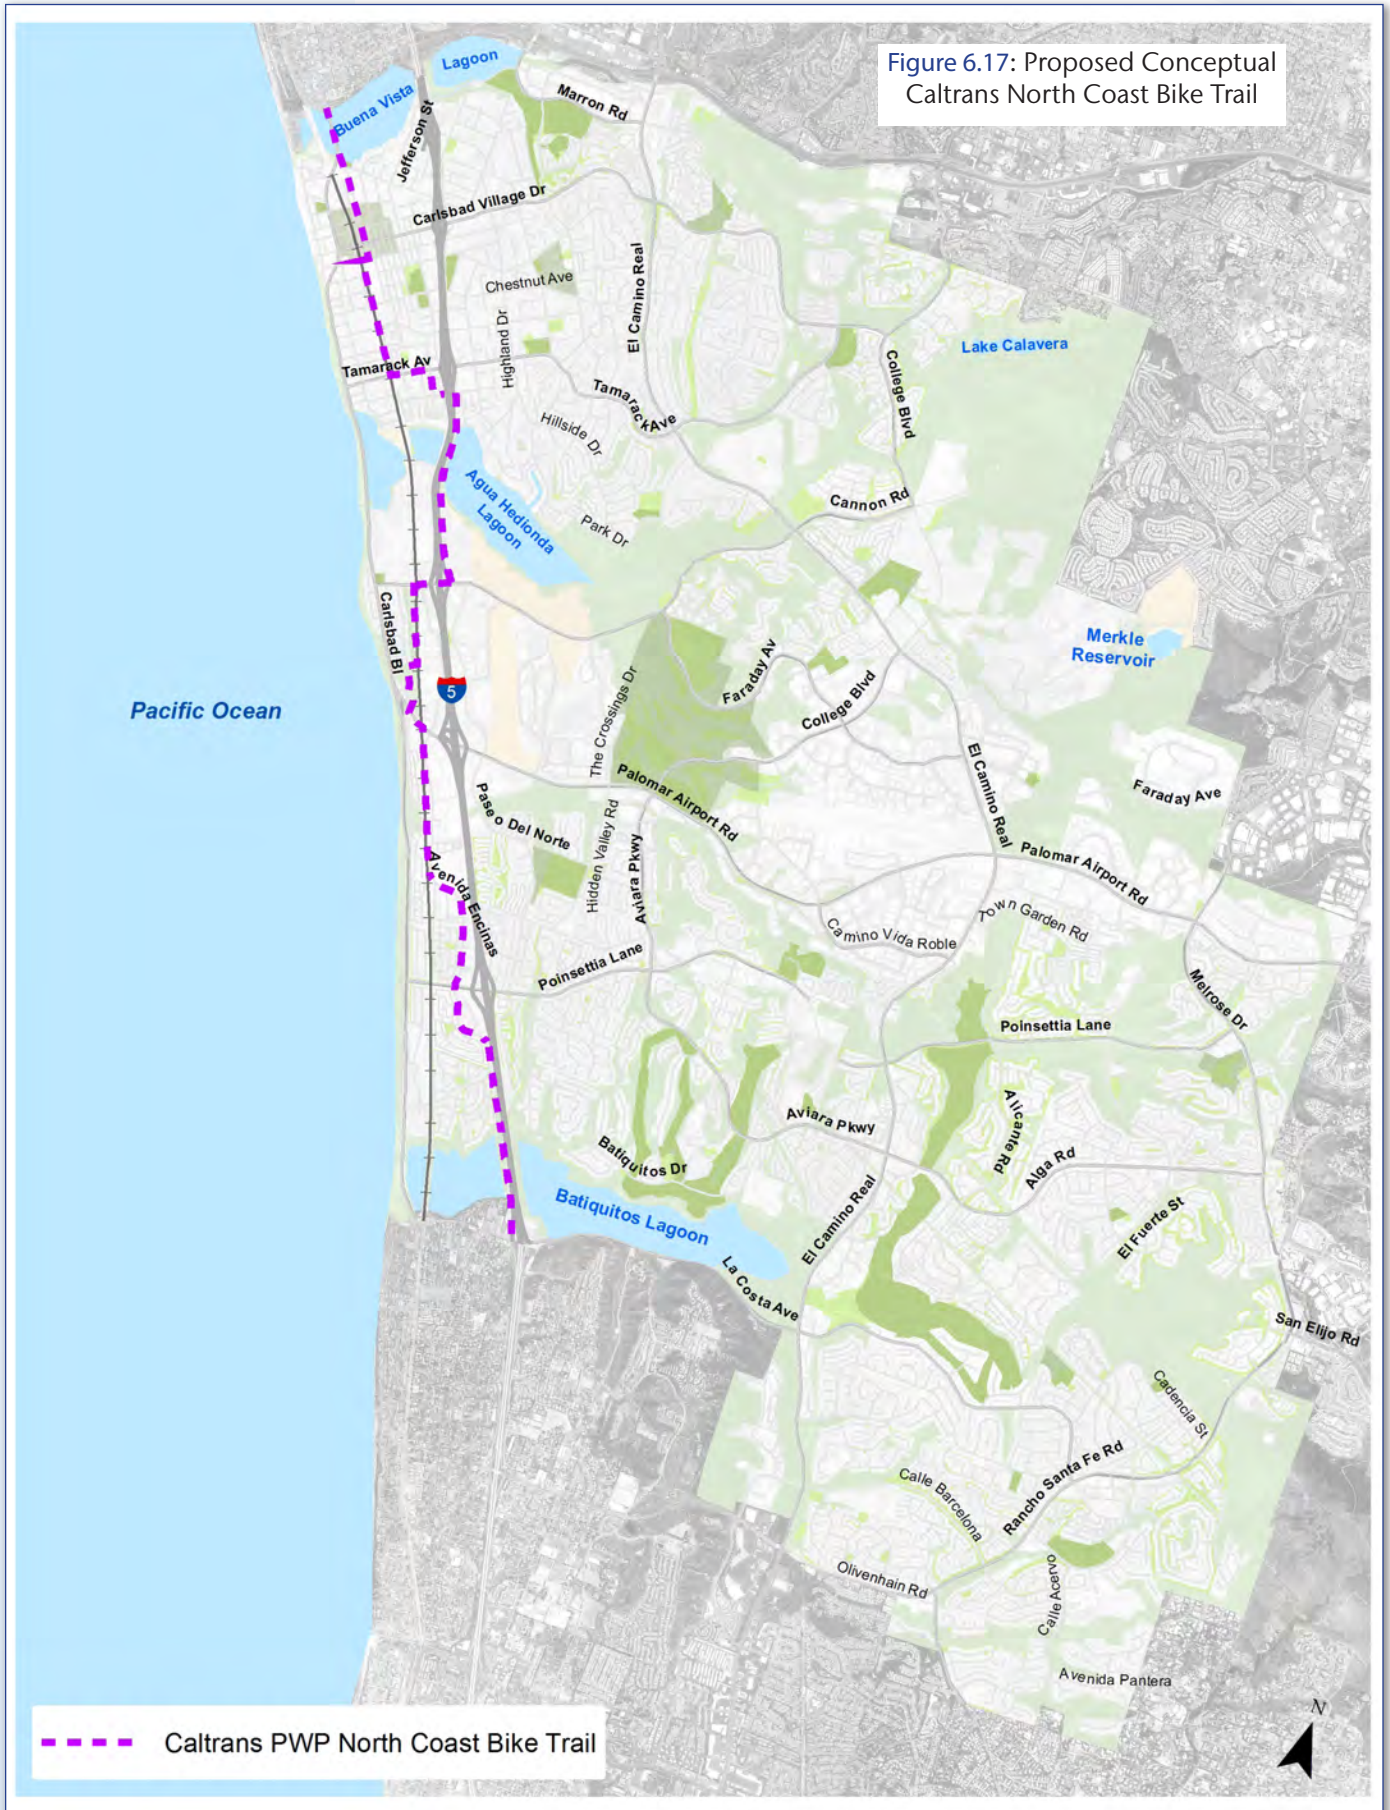 Figure 6.17: Proposed Conceptual
Caltrans North Coast Bike Trail
Lagoon
Buena Vista
Jefferson St
Marron Rd
Carlsbad Village Dr
Chestnut Ave
El Camino Real
Highland Dr
Lake Calavera
Tamarack Av
Tamarack Ave
College Blvd
Hillside Dr
Agua Hedionda
Lagoon
Cannon Rd
Park Dr
Carlsbad Bl
Merkle
Reservoir
5
Faraday Av
College Blvd
The Crossings Dr
Pacific Ocean
El Camino Real
Palomar Airport Rd
Faraday Ave
Paseo Del Norte
Hidden Valley Rd
Aviara Pkwy
Palomar Airport Rd
Avenida Encinas
Town Garden Rd
Camino Vida Roble
Poinsettia Lane
Melrose Dr
Poinsettia Lane
Alicante Rd
Aviara Pkwy
Batiquitos Dr
Alga Rd
Batiquitos Lagoon
El Camino Real
El Fuerte St
La Costa Ave
San Elijo Rd
Cadencia St
Rancho Santa Fe Rd
Calle Barcelona
Olivenhain Rd
Calle Acervo
Avenida Pantera
N
Caltrans PWP North Coast Bike Trail